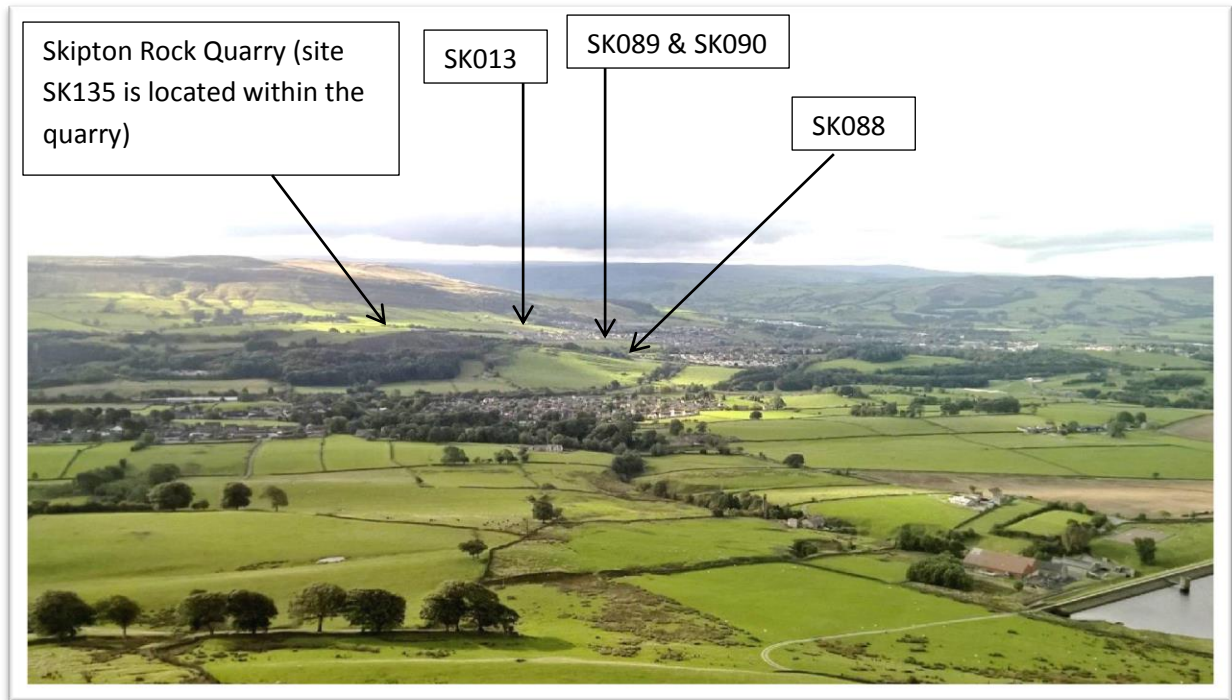 Skipton Rock Quarry (site
SK135 is located within the
quarry)
SK013
SK089 & SK090
SK088